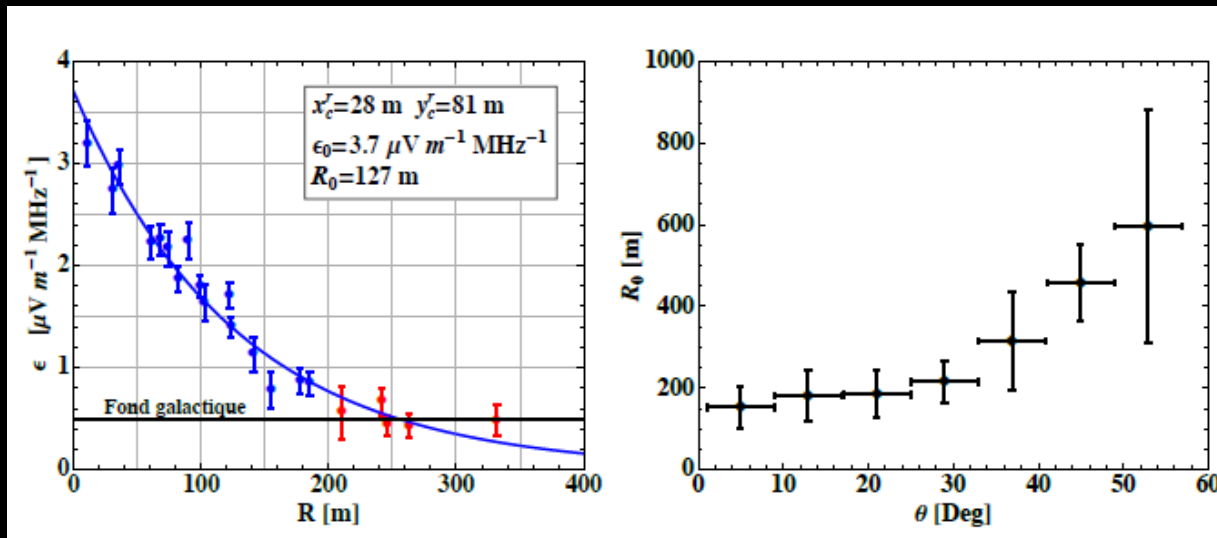 4
3
2
1
0
ϵ [μV m⁻¹ MHz⁻¹]
x_c^r=28 m y_c^r=81 m
ϵ₀=3.7 μV m⁻¹ MHz⁻¹
R₀=127 m
Fond galactique
0 100 200 300 400
R [m]
1000
800
600
400
200
0
R₀ [m]
0 10 20 30 40 50 60
θ [Deg]